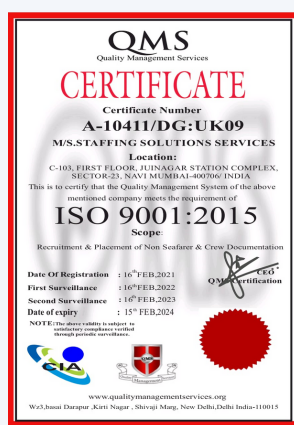 QMS
Quality Management Services
CERTIFICATE
Certificate Number
A-10411/DG:UK09
M/S.STAFFING SOLUTIONS SERVICES
Location:
C-103, FIRST FLOOR, JUINAGAR STATION COMPLEX,
SECTOR-23, NAVI MUMBAI-400706/ INDIA
This is to certify that the Quality Management System of the above
mentioned company meets the requirement of
ISO 9001:2015
Scope:
Recruitment & Placement of Non Seafarer & Crew Documentation
Date Of Registration : 16th FEB,2021
First Surveillance : 16th FEB,2022
Second Surveillance : 16th FEB,2023
Date of expiry : 15th FEB,2024
CEO
QMS Certification
NOTE:The above validity is subject to
satisfactory compliance verified
through periodic surveillance.
CIA
QMS
Management
www.qualitymanagementservices.org
Wz3,basai Darapur ,Kirti Nagar , Shivaji Marg, New Delhi,Delhi India-110015